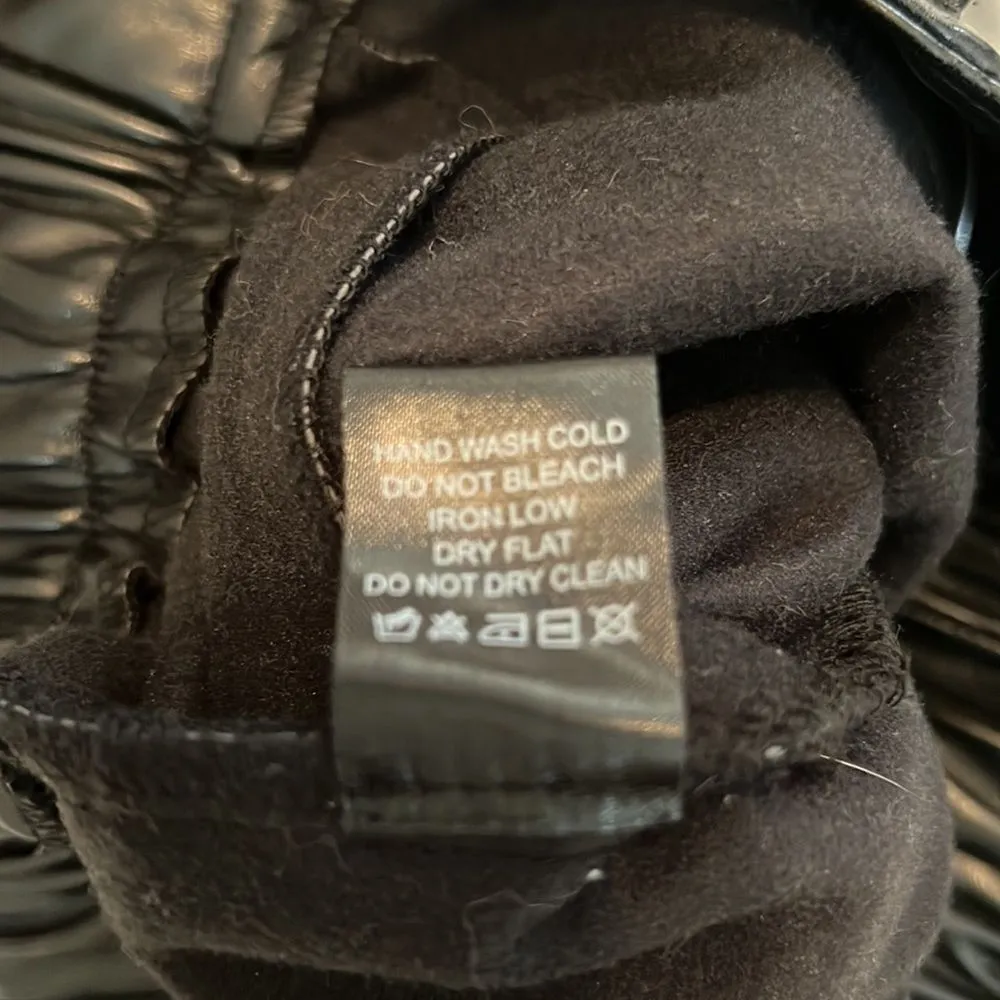 HAND WASH COLD
DO NOT BLEACH
IRON LOW
DRY FLAT
DO NOT DRY CLEAN